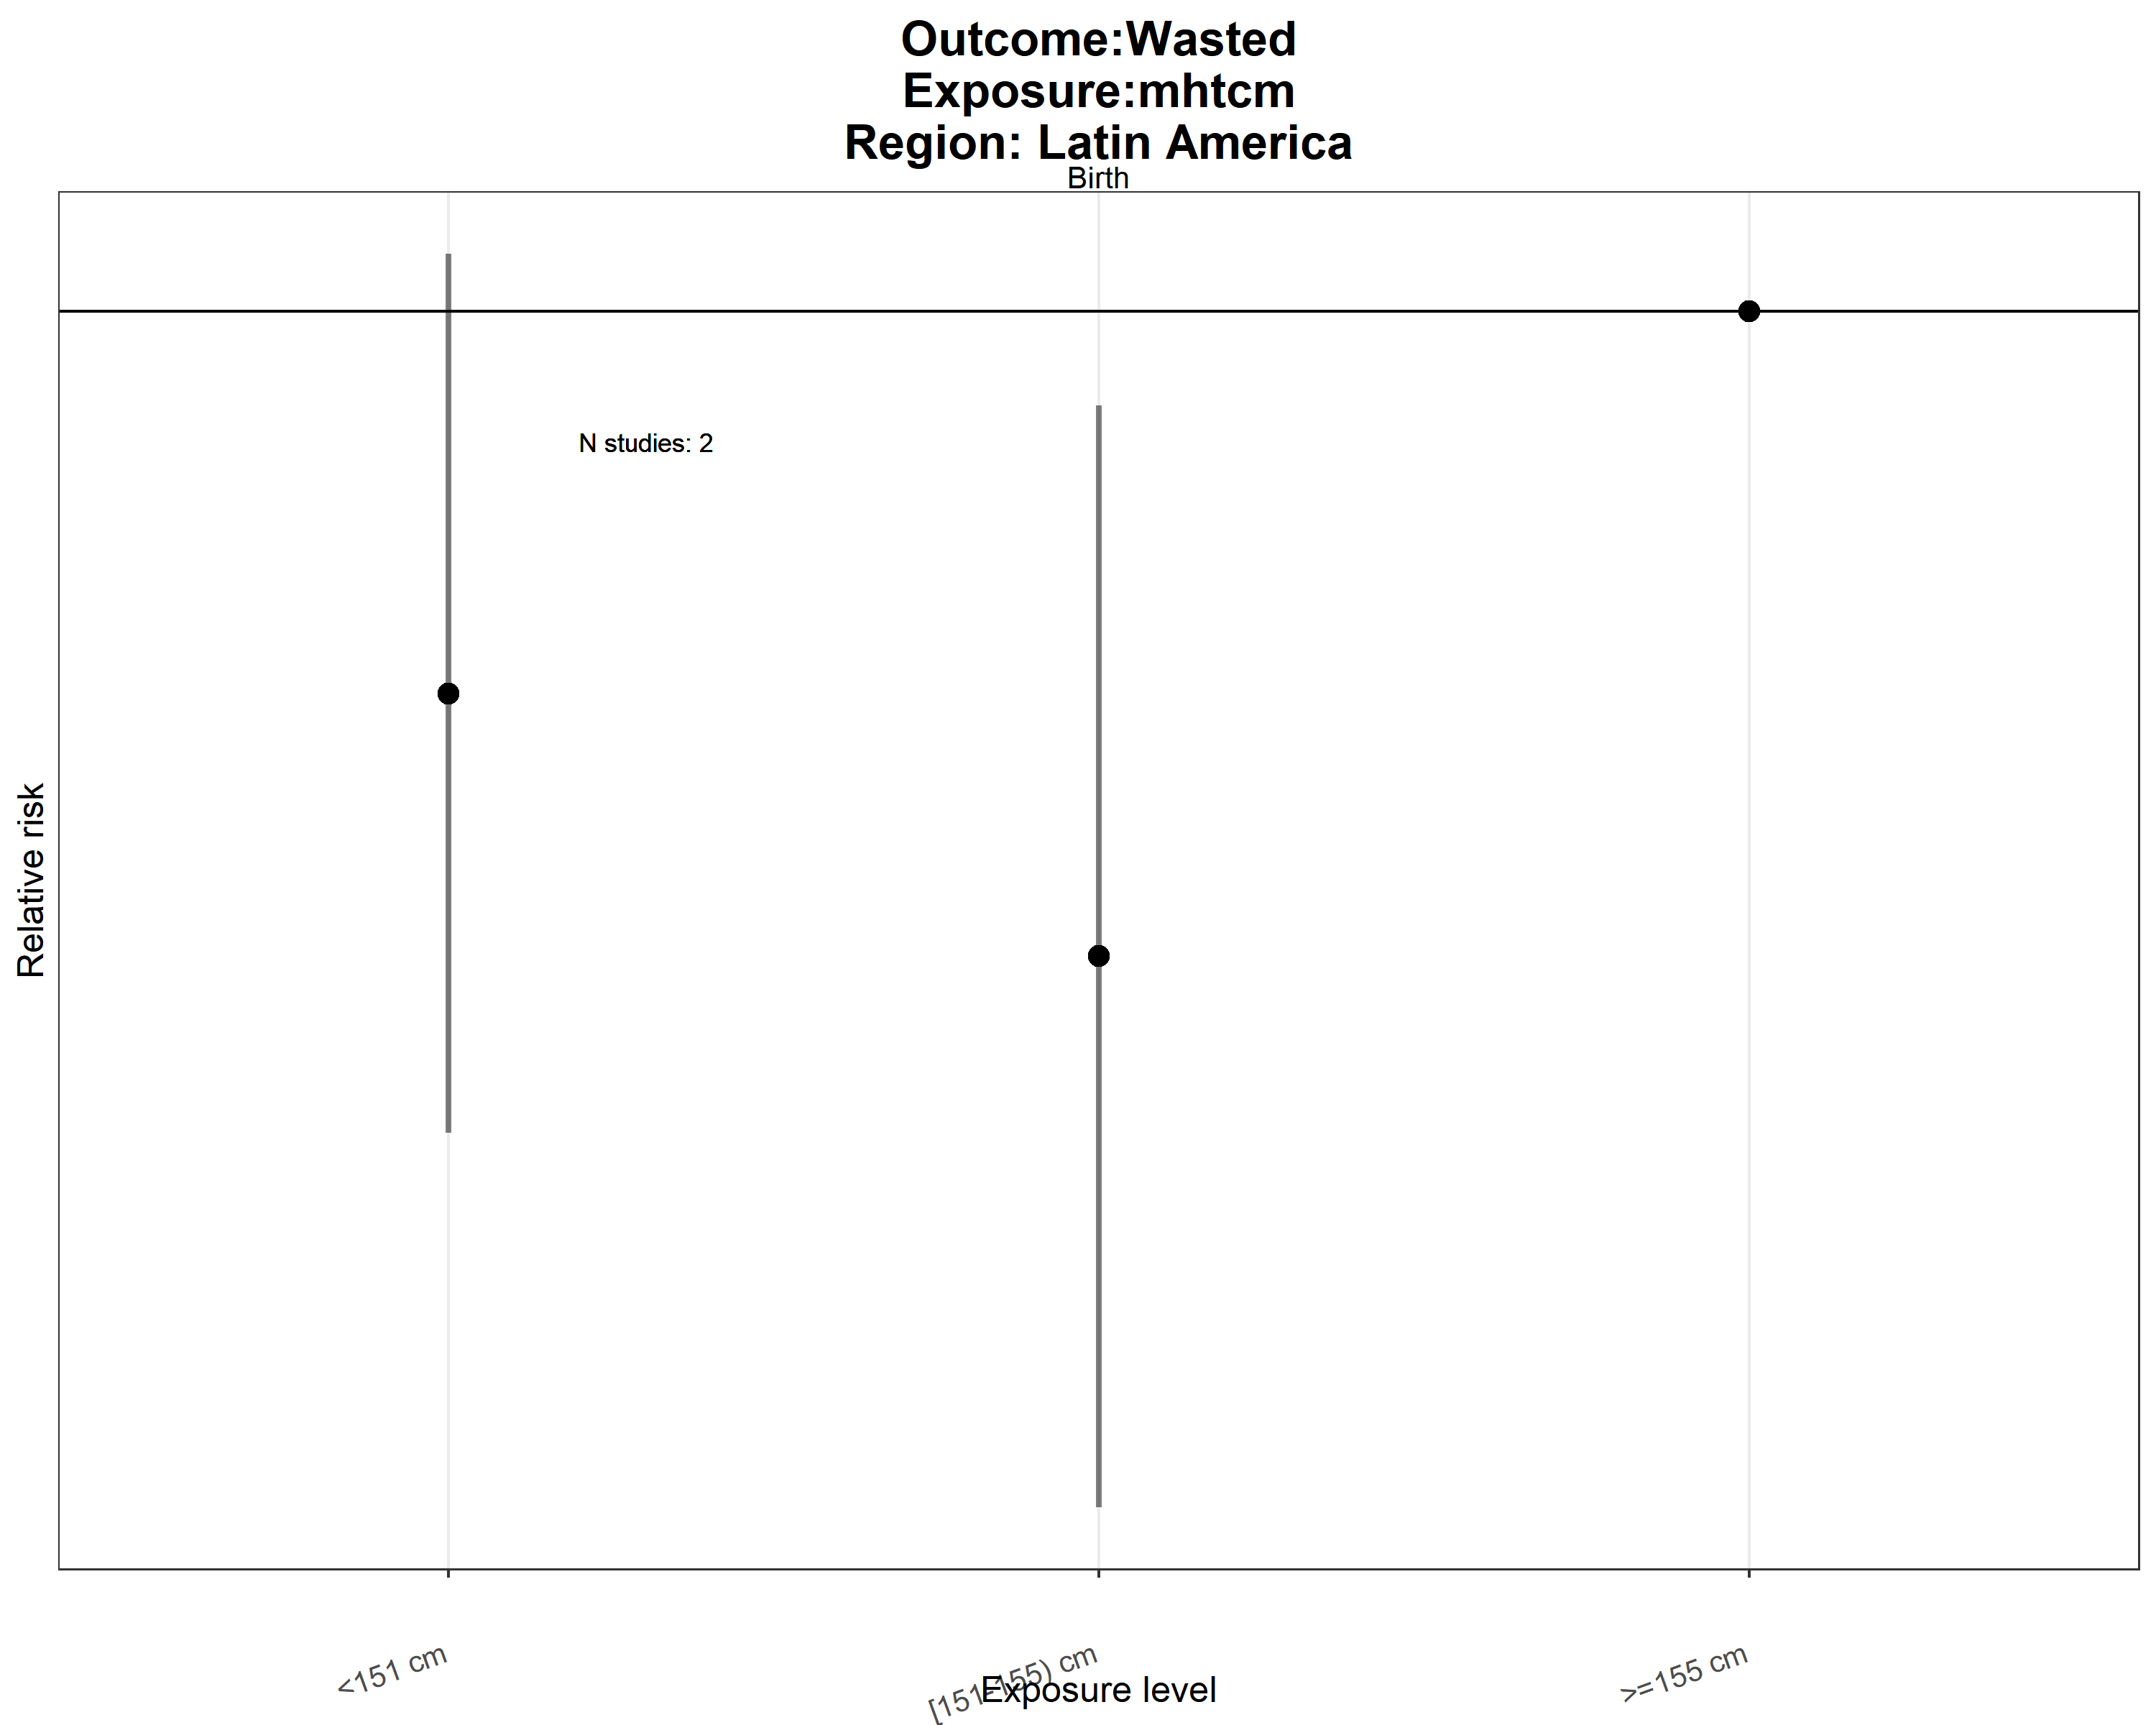 Outcome:Wasted
Exposure:mhtcm
Region: Latin America
Birth
N studies: 2
Relative risk
<151 cm
[151-155) cm
>=155 cm
Exposure level